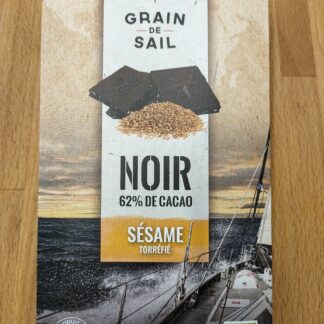 GRAIN
DE
SAIL
NOIR
62% DE CACAO
SÉSAME
TORRÉFIÉ